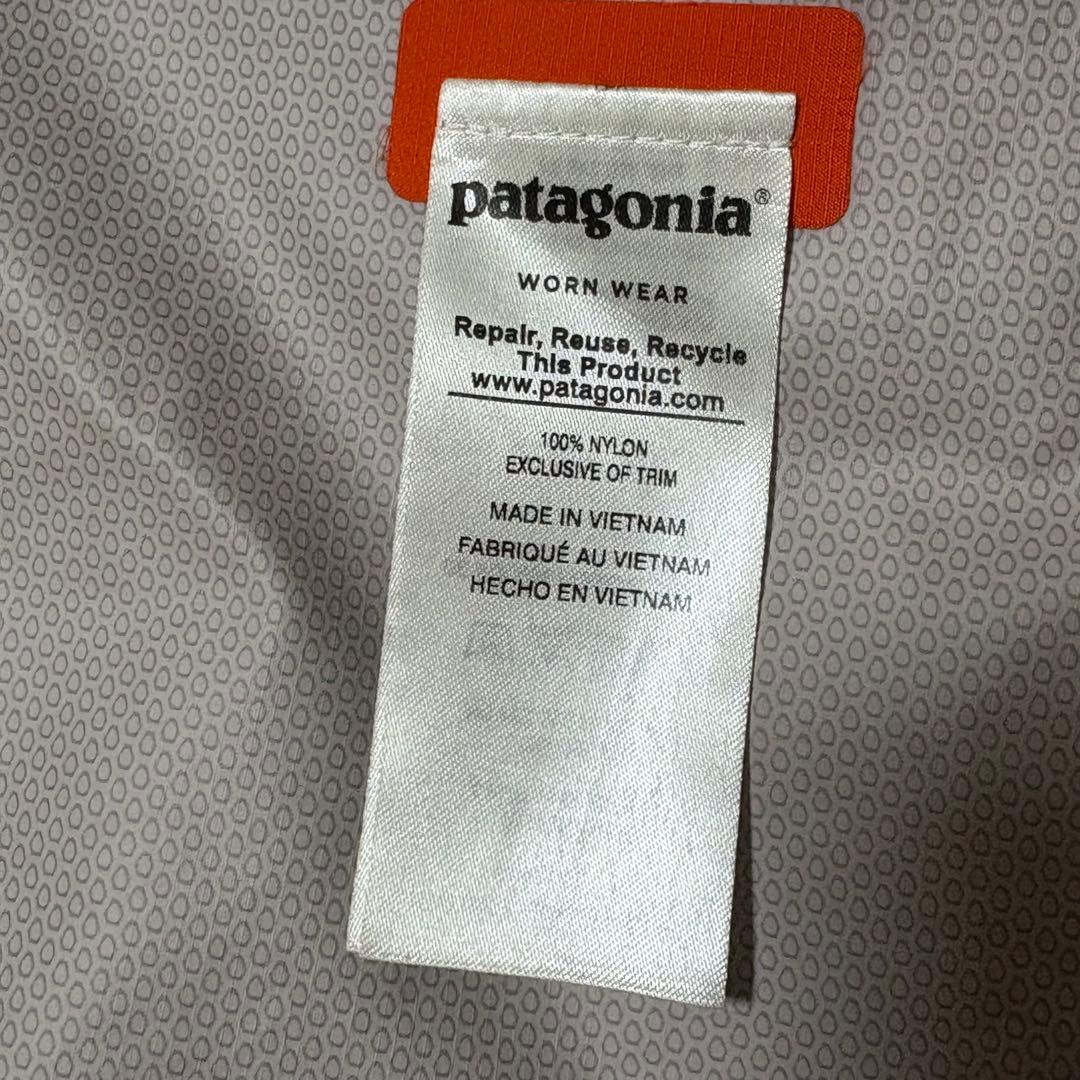 patagonia®
WORN WEAR
Repair, Reuse, Recycle
This Product
www.patagonia.com
100% NYLON
EXCLUSIVE OF TRIM
MADE IN VIETNAM
FABRIQUÉ AU VIETNAM
HECHO EN VIETNAM